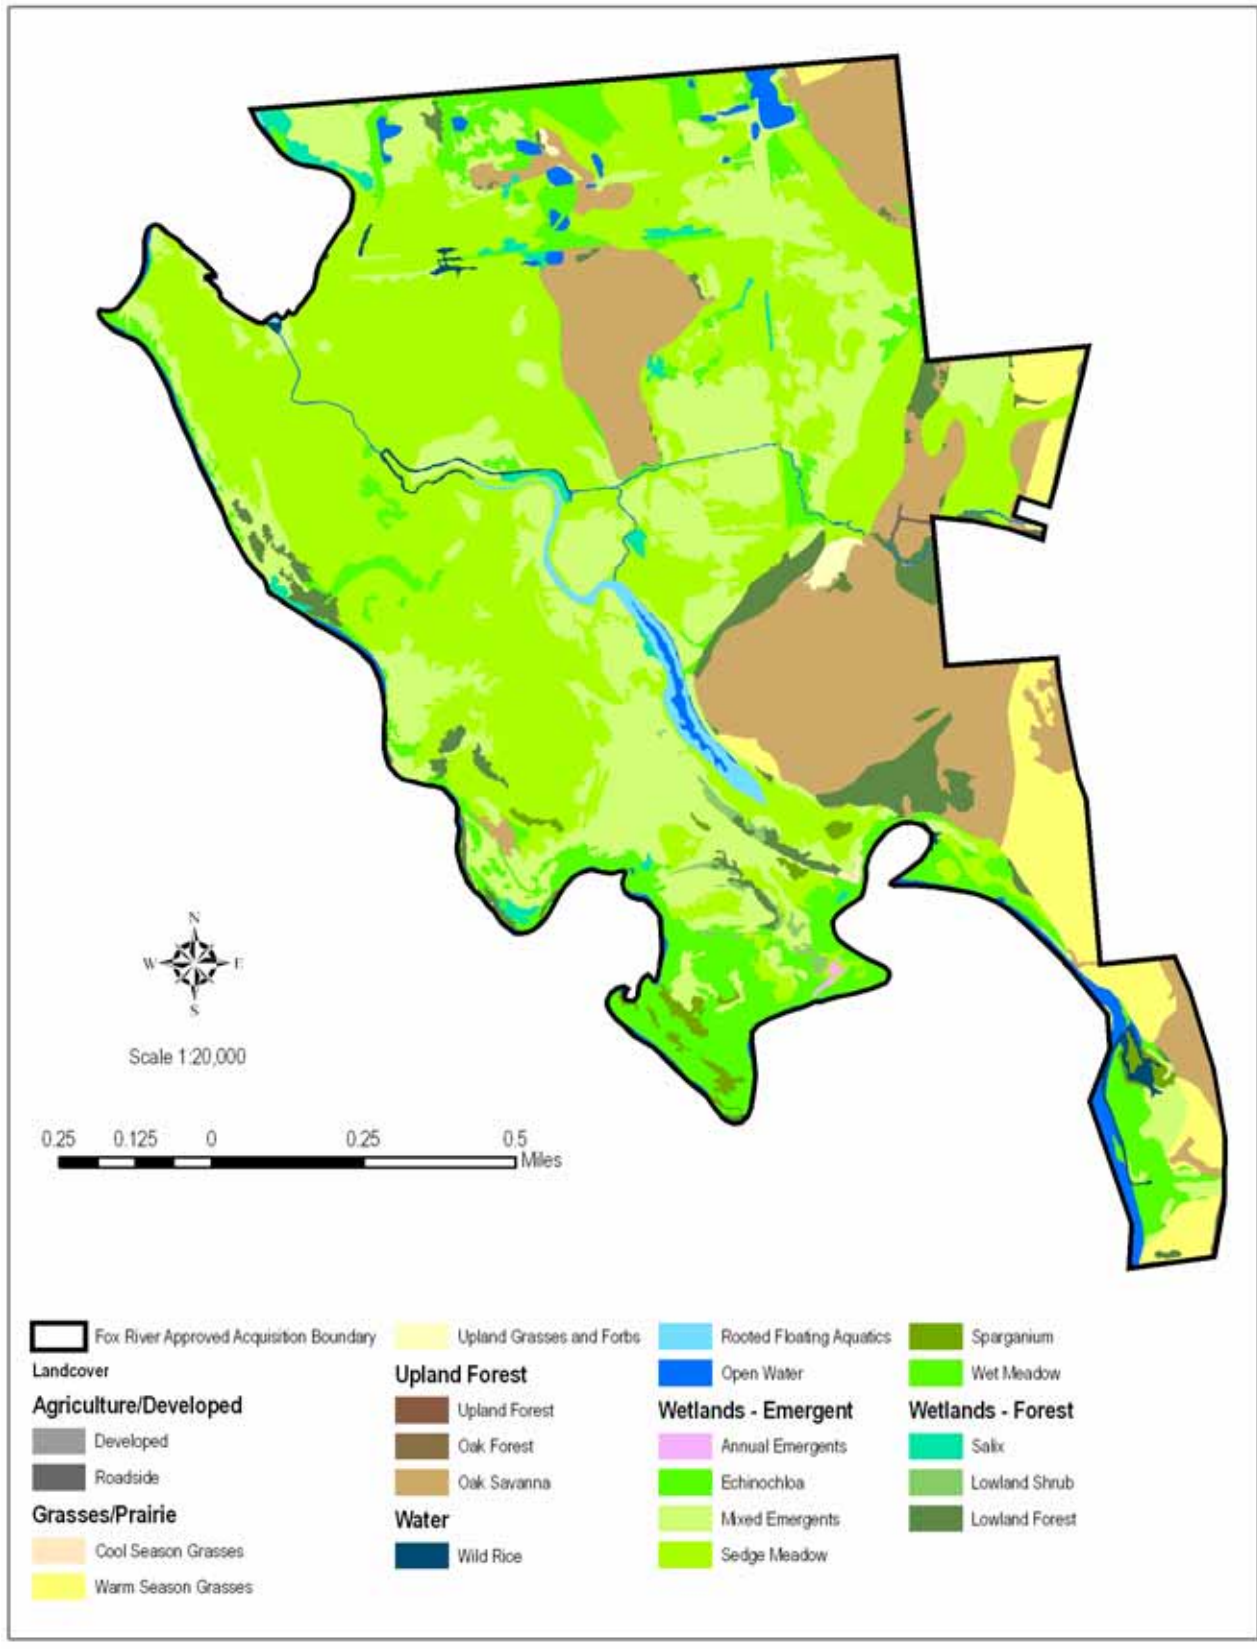 N
W E
S
Scale 1:20,000
0.25 0.125 0 0.25 0.5
Miles
Fox River Approved Acquisition Boundary
Landcover
Agriculture/Developed
Developed
Roadside
Grasses/Prairie
Cool Season Grasses
Warm Season Grasses
Upland Grasses and Forbs
Upland Forest
Upland Forest
Oak Forest
Oak Savanna
Water
Wild Rice
Rooted Floating Aquatics
Open Water
Wetlands - Emergent
Annual Emergents
Echinochloa
Mixed Emergents
Sedge Meadow
Sparganium
Wet Meadow
Wetlands - Forest
Salix
Lowland Shrub
Lowland Forest